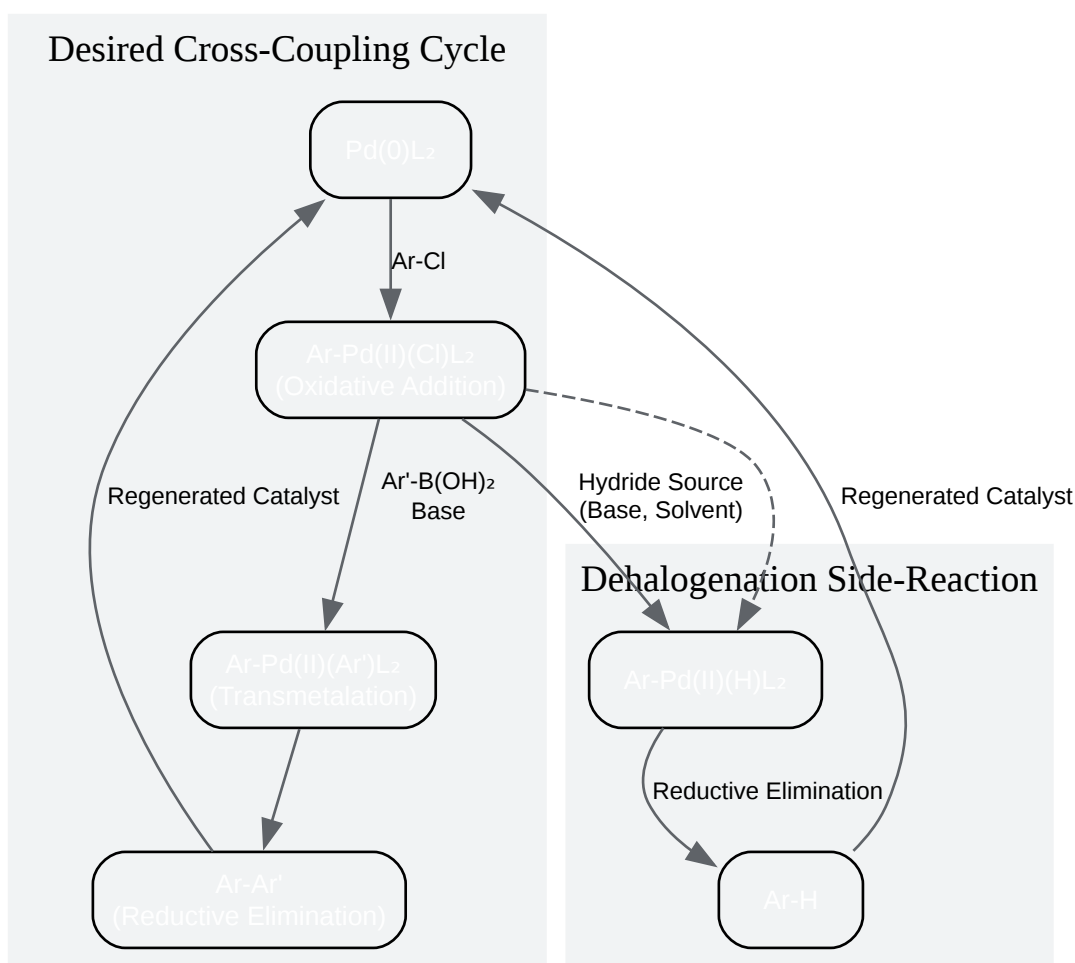 Desired Cross-Coupling Cycle
Pd(0)L₂
Ar-Cl
Ar-Pd(II)(Cl)L₂
(Oxidative Addition)
Ar'-B(OH)₂
Base
Hydride Source
(Base, Solvent)
Regenerated Catalyst
Regenerated Catalyst
Dehalogenation Side-Reaction
Ar-Pd(II)(Ar')L₂
(Transmetalation)
Ar-Pd(II)(H)L₂
Reductive Elimination
Ar-Ar'
(Reductive Elimination)
Ar-H